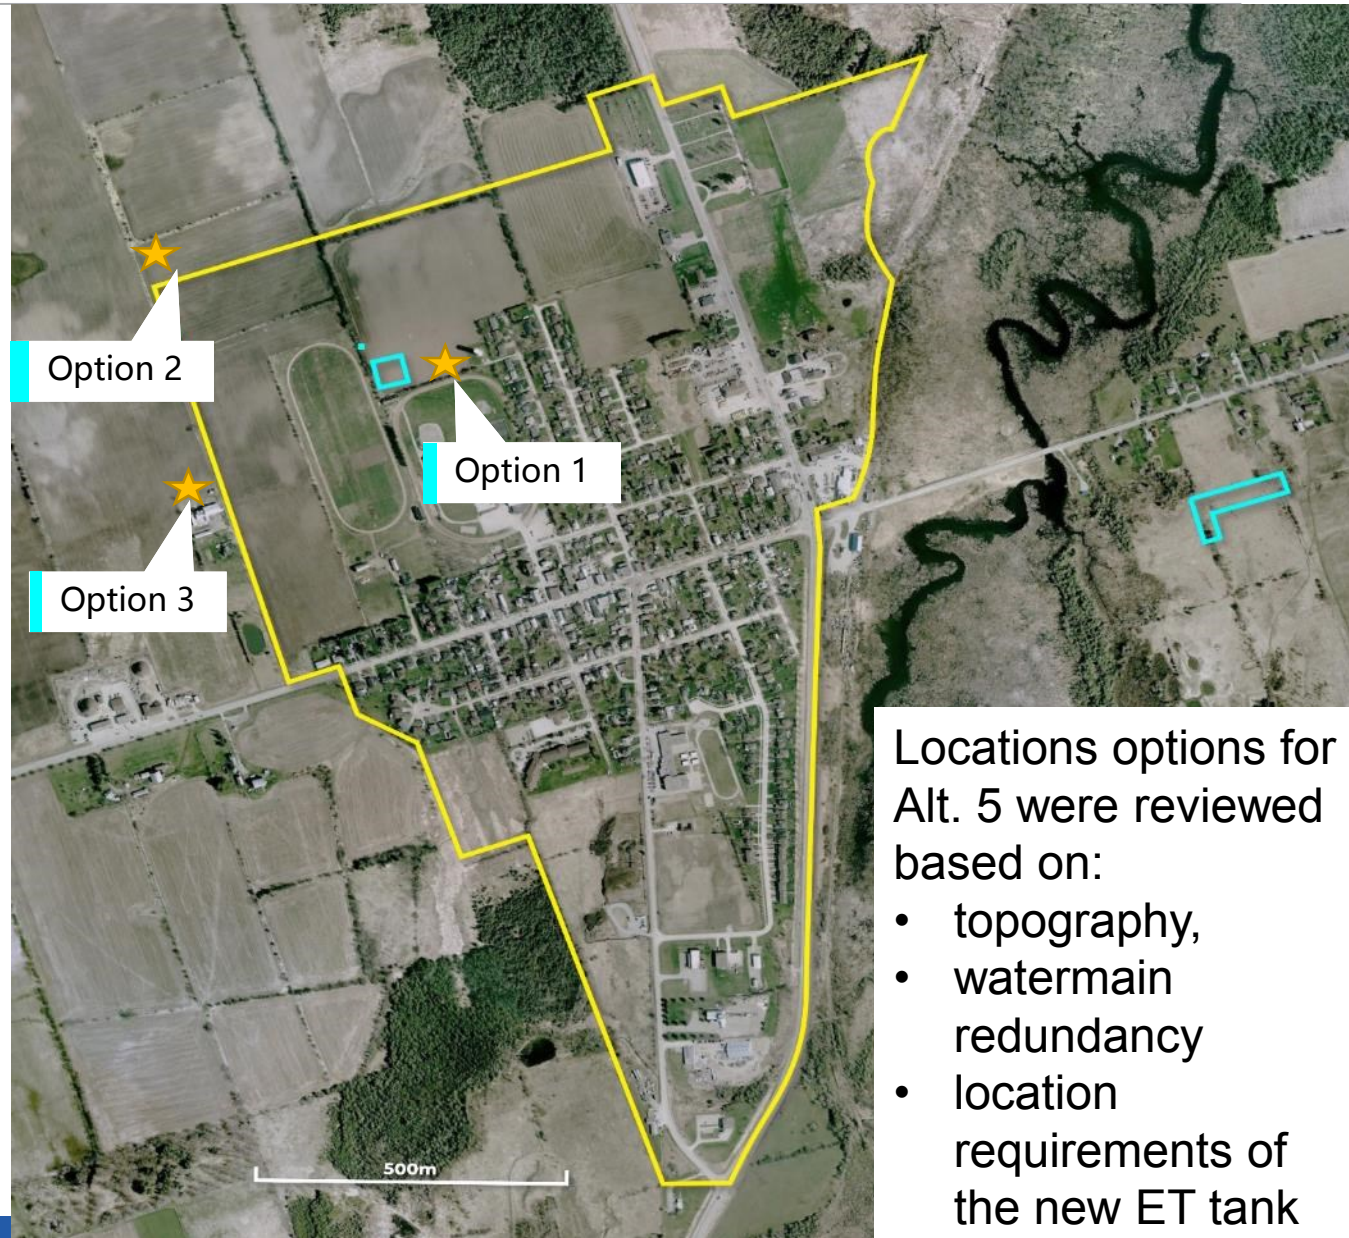 Option 2
Option 1
Option 3
500m
Locations options for
Alt. 5 were reviewed
based on:
• topography,
• watermain
redundancy
• location
requirements of
the new ET tank